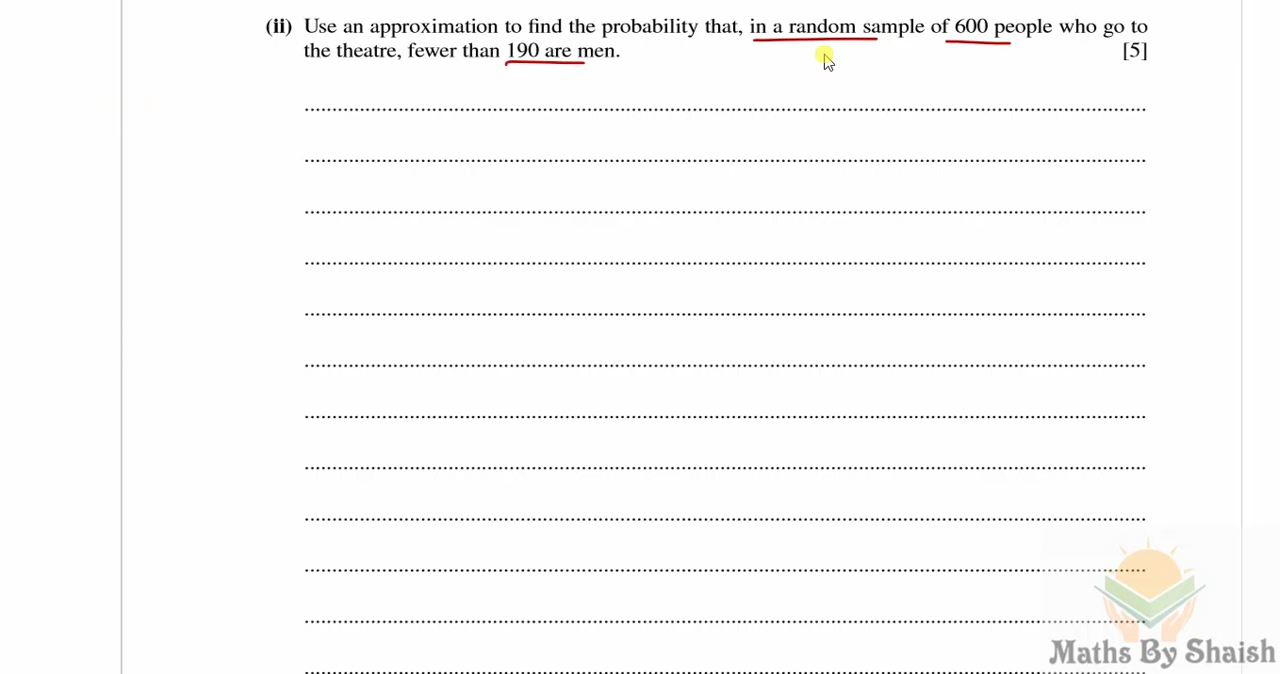 (ii) Use an approximation to find the probability that, in a random sample of 600 people who go to
the theatre, fewer than 190 are men. [5]
Maths By Shaish